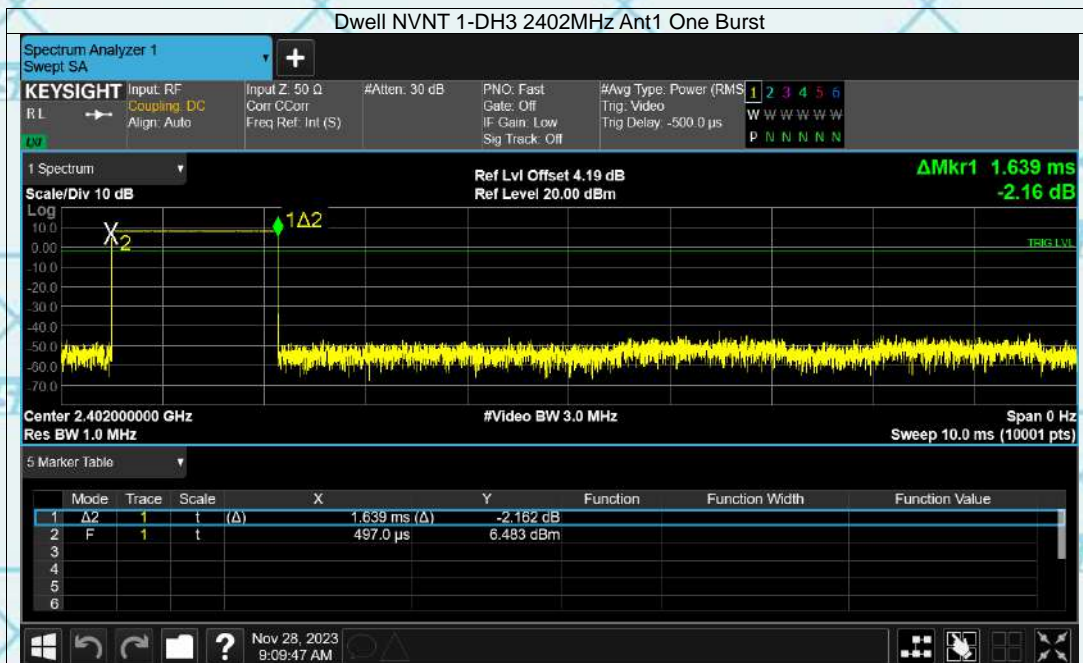 Dwell NVNT 1-DH3 2402MHz Ant1 One Burst
Spectrum Analyzer 1
Swept SA
+
KEYSIGHT
RL
LXI
Input: RF
Coupling: DC
Align: Auto
Input Z: 50 Ω
Corr CCorr
Freq Ref: Int (S)
#Atten: 30 dB
PNO: Fast
Gate: Off
IF Gain: Low
Sig Track: Off
#Avg Type: Power (RMS
Trig: Video
Trig Delay: -500.0 µs
1 2 3 4 5 6
W W W W W W
P N N N N N
1 Spectrum
Scale/Div 10 dB
Ref Lvl Offset 4.19 dB
Ref Level 20.00 dBm
ΔMkr1 1.639 ms
-2.16 dB
Log
10.0
0.00
-10.0
-20.0
-30.0
-40.0
-50.0
-60.0
-70.0
X2
1Δ2
TRIG LVL
Center 2.402000000 GHz
#Video BW 3.0 MHz
Span 0 Hz
Res BW 1.0 MHz
Sweep 10.0 ms (10001 pts)
5 Marker Table
Mode Trace Scale X Y Function Function Width Function Value
1 Δ2 1 t (Δ) 1.639 ms (Δ) -2.162 dB
2 F 1 t 497.0 µs 6.483 dBm
3
4
5
6
?
Nov 28, 2023
9:09:47 AM